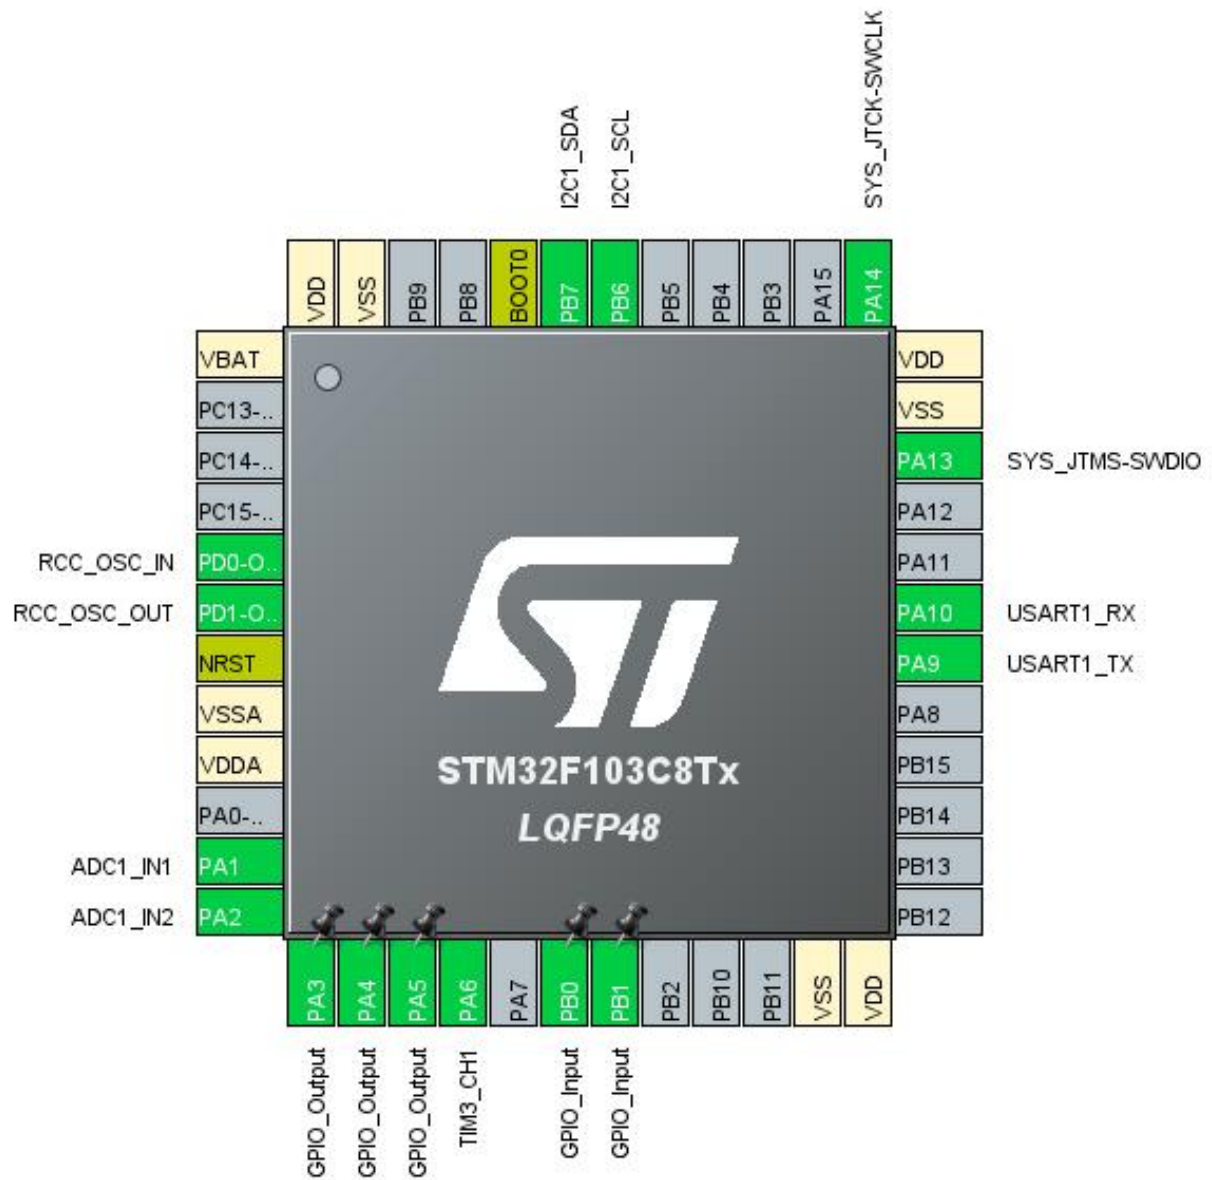 SYS_JTCK-SWCLK
I2C1_SDA
I2C1_SCL
VDD
VSS
PB9
PB8
BOOT0
PB7
PB6
PB5
PB4
PB3
PA15
PA14
VBAT
PC13-..
PC14-..
PC15-..
RCC_OSC_IN PD0-O..
RCC_OSC_OUT PD1-O..
NRST
VSSA
VDDA
PA0-..
ADC1_IN1 PA1
ADC1_IN2 PA2
ST
STM32F103C8Tx
LQFP48
VDD
VSS
PA13 SYS_JTMS-SWDIO
PA12
PA11
PA10 USART1_RX
PA9 USART1_TX
PA8
PB15
PB14
PB13
PB12
PA3
PA4
PA5
PA6
PA7
PB0
PB1
PB2
PB10
PB11
VSS
VDD
GPIO_Output
GPIO_Output
GPIO_Output
TIM3_CH1
GPIO_Input
GPIO_Input